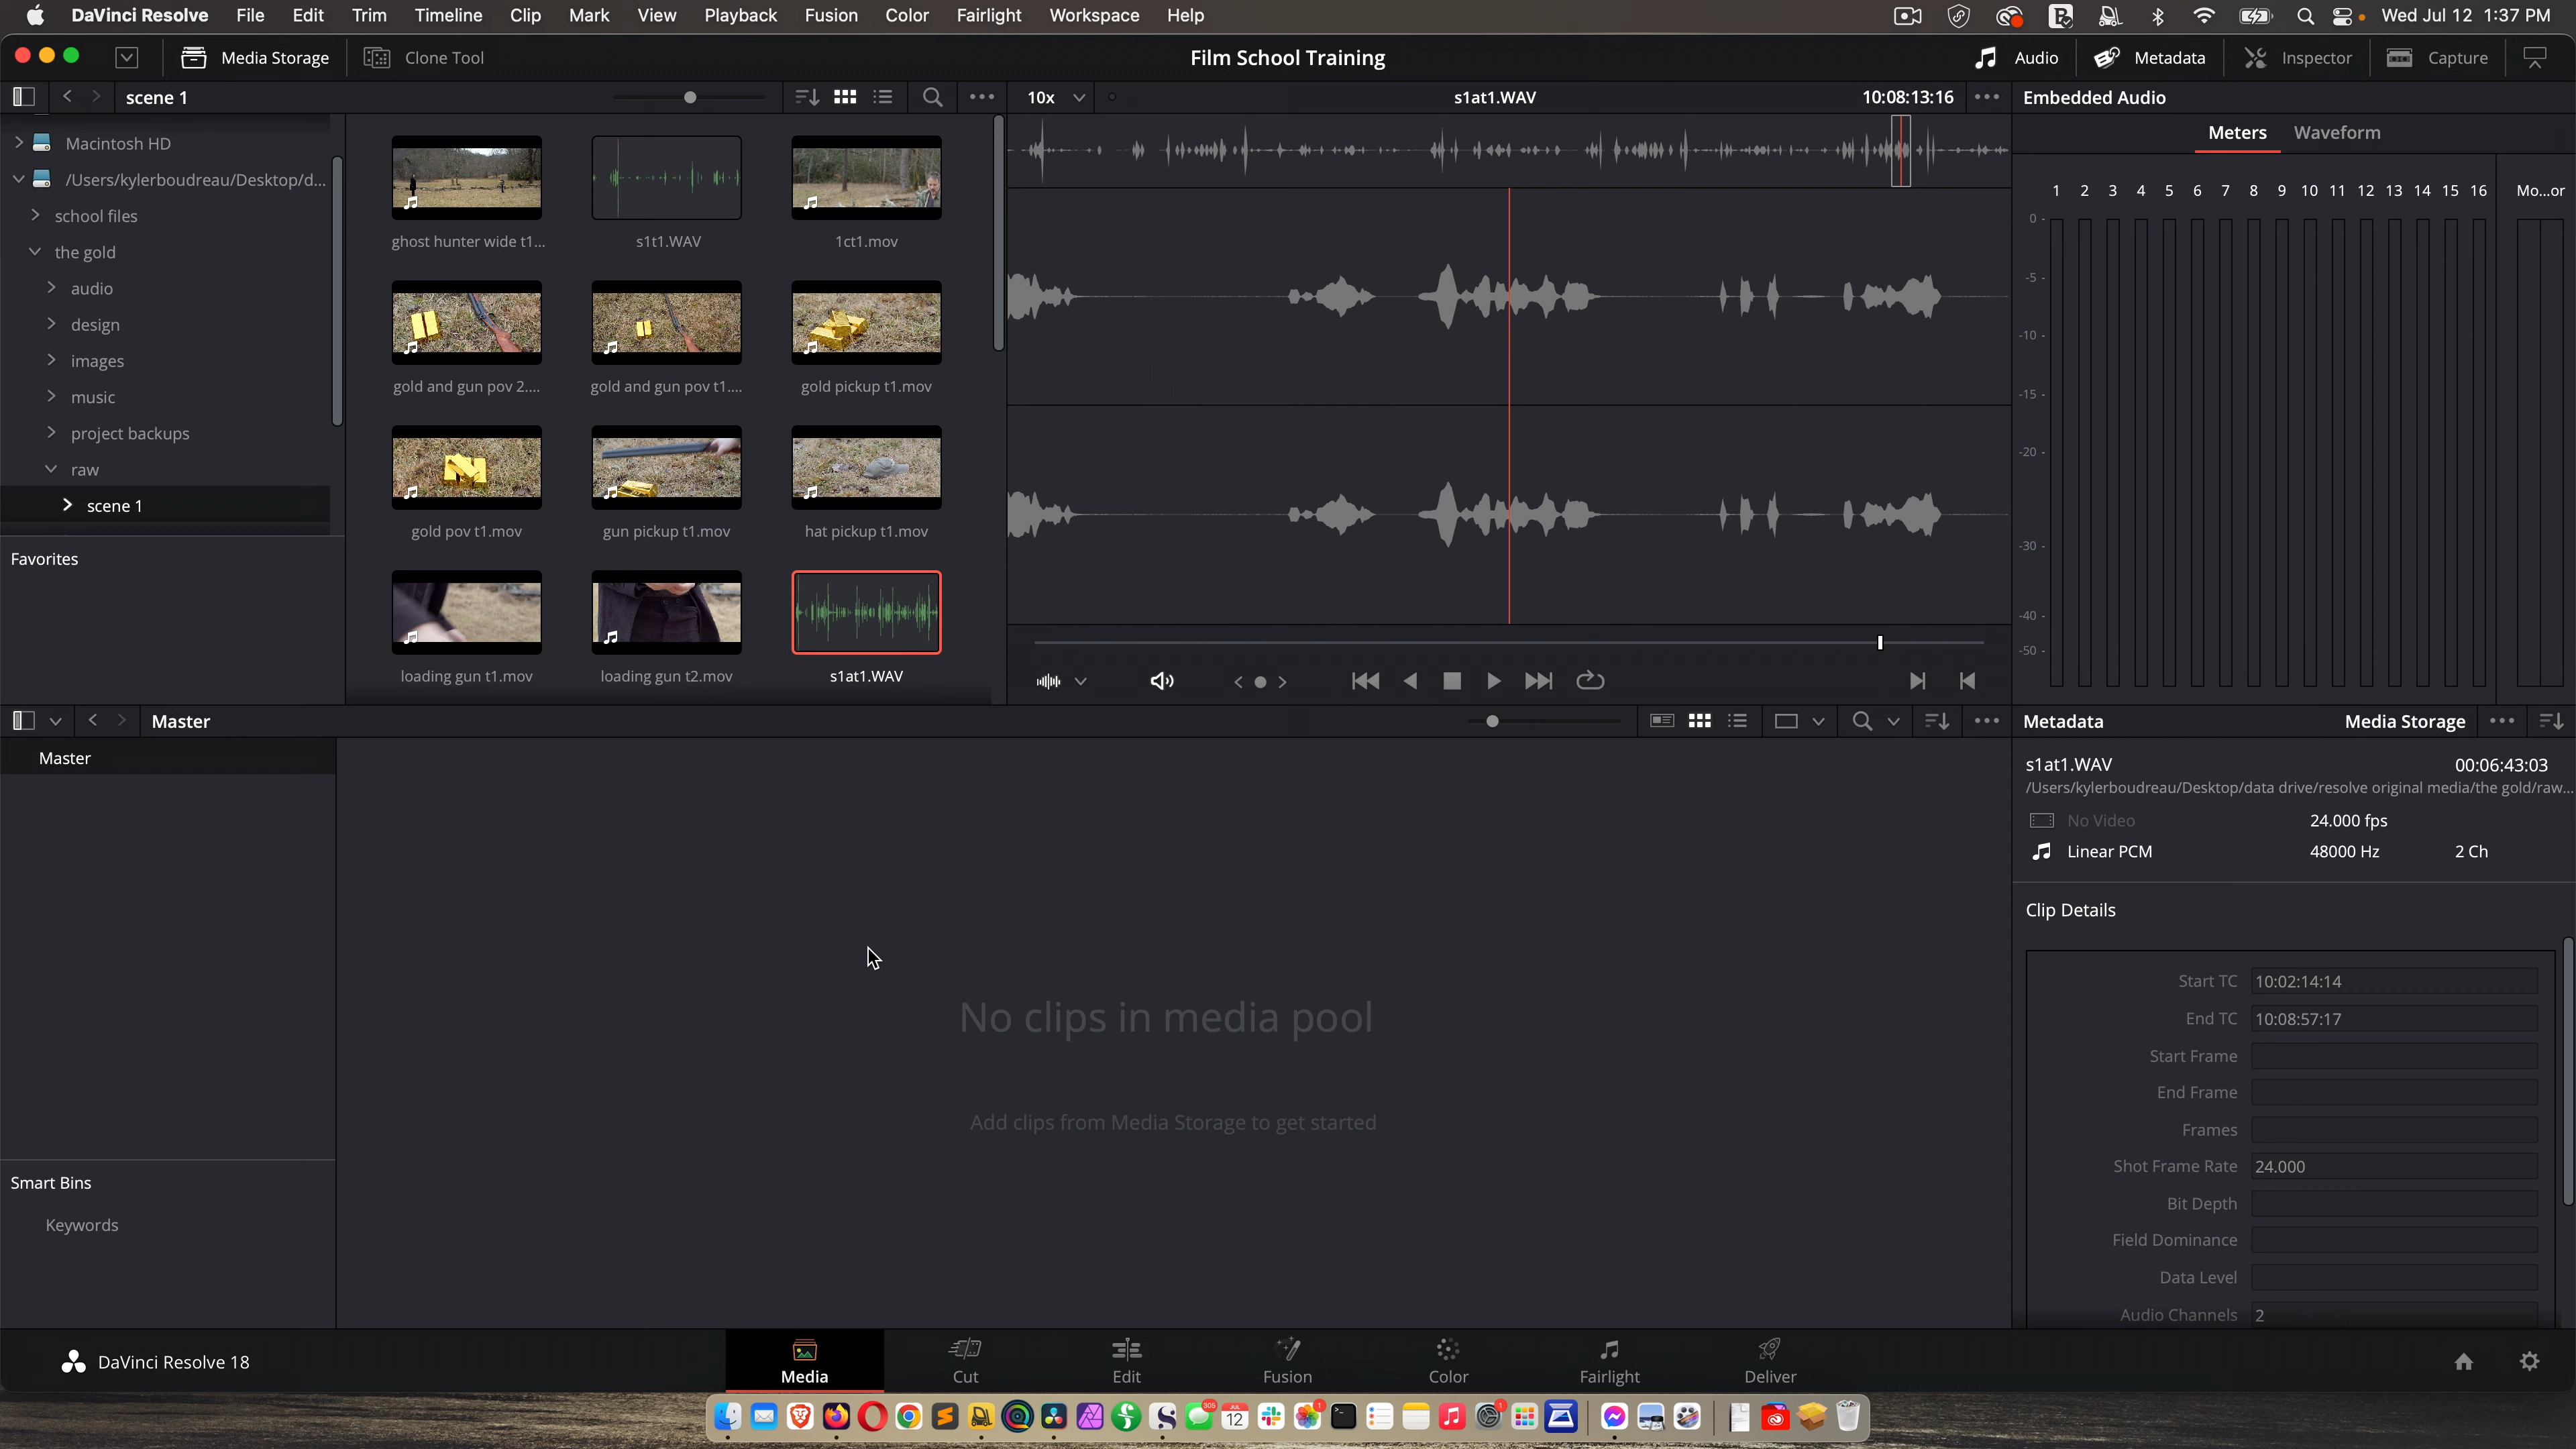 DaVinci Resolve File Edit Trim Timeline Clip Mark View Playback Fusion Color Fairlight Workspace Help Wed Jul 12 1:37 PM
Media Storage Clone Tool Film School Training Audio Metadata Inspector Capture
scene 1 10x s1at1.WAV 10:08:13:16 Embedded Audio
Meters Waveform
Macintosh HD
/Users/kylerboudreau/Desktop/d...
school files
the gold
audio
design
images
music
project backups
raw
scene 1
Favorites
ghost hunter wide t1... s1t1.WAV 1ct1.mov
gold and gun pov 2.... gold and gun pov t1.... gold pickup t1.mov
gold pov t1.mov gun pickup t1.mov hat pickup t1.mov
loading gun t1.mov loading gun t2.mov s1at1.WAV
1 2 3 4 5 6 7 8 9 10 11 12 13 14 15 16 Mo...or
0 -
-5 -
-10 -
-15 -
-20 -
-30 -
-40 -
-50 -
Master
Master
No clips in media pool
Add clips from Media Storage to get started
Smart Bins
Keywords
Metadata Media Storage
s1at1.WAV 00:06:43:03
/Users/kylerboudreau/Desktop/data drive/resolve original media/the gold/raw...
No Video 24.000 fps
Linear PCM 48000 Hz 2 Ch
Clip Details
Start TC 10:02:14:14
End TC 10:08:57:17
Start Frame
End Frame
Frames
Shot Frame Rate 24.000
Bit Depth
Field Dominance
Data Level
Audio Channels 2
DaVinci Resolve 18
Media Cut Edit Fusion Color Fairlight Deliver
305
JUL
12
1
1